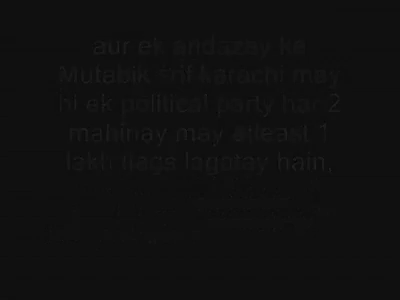 aur ek andazay ke
Mutabik srif karachi may
hi ek political party har 2
mahinay may atleast 1
lakh flags lagatay hain,